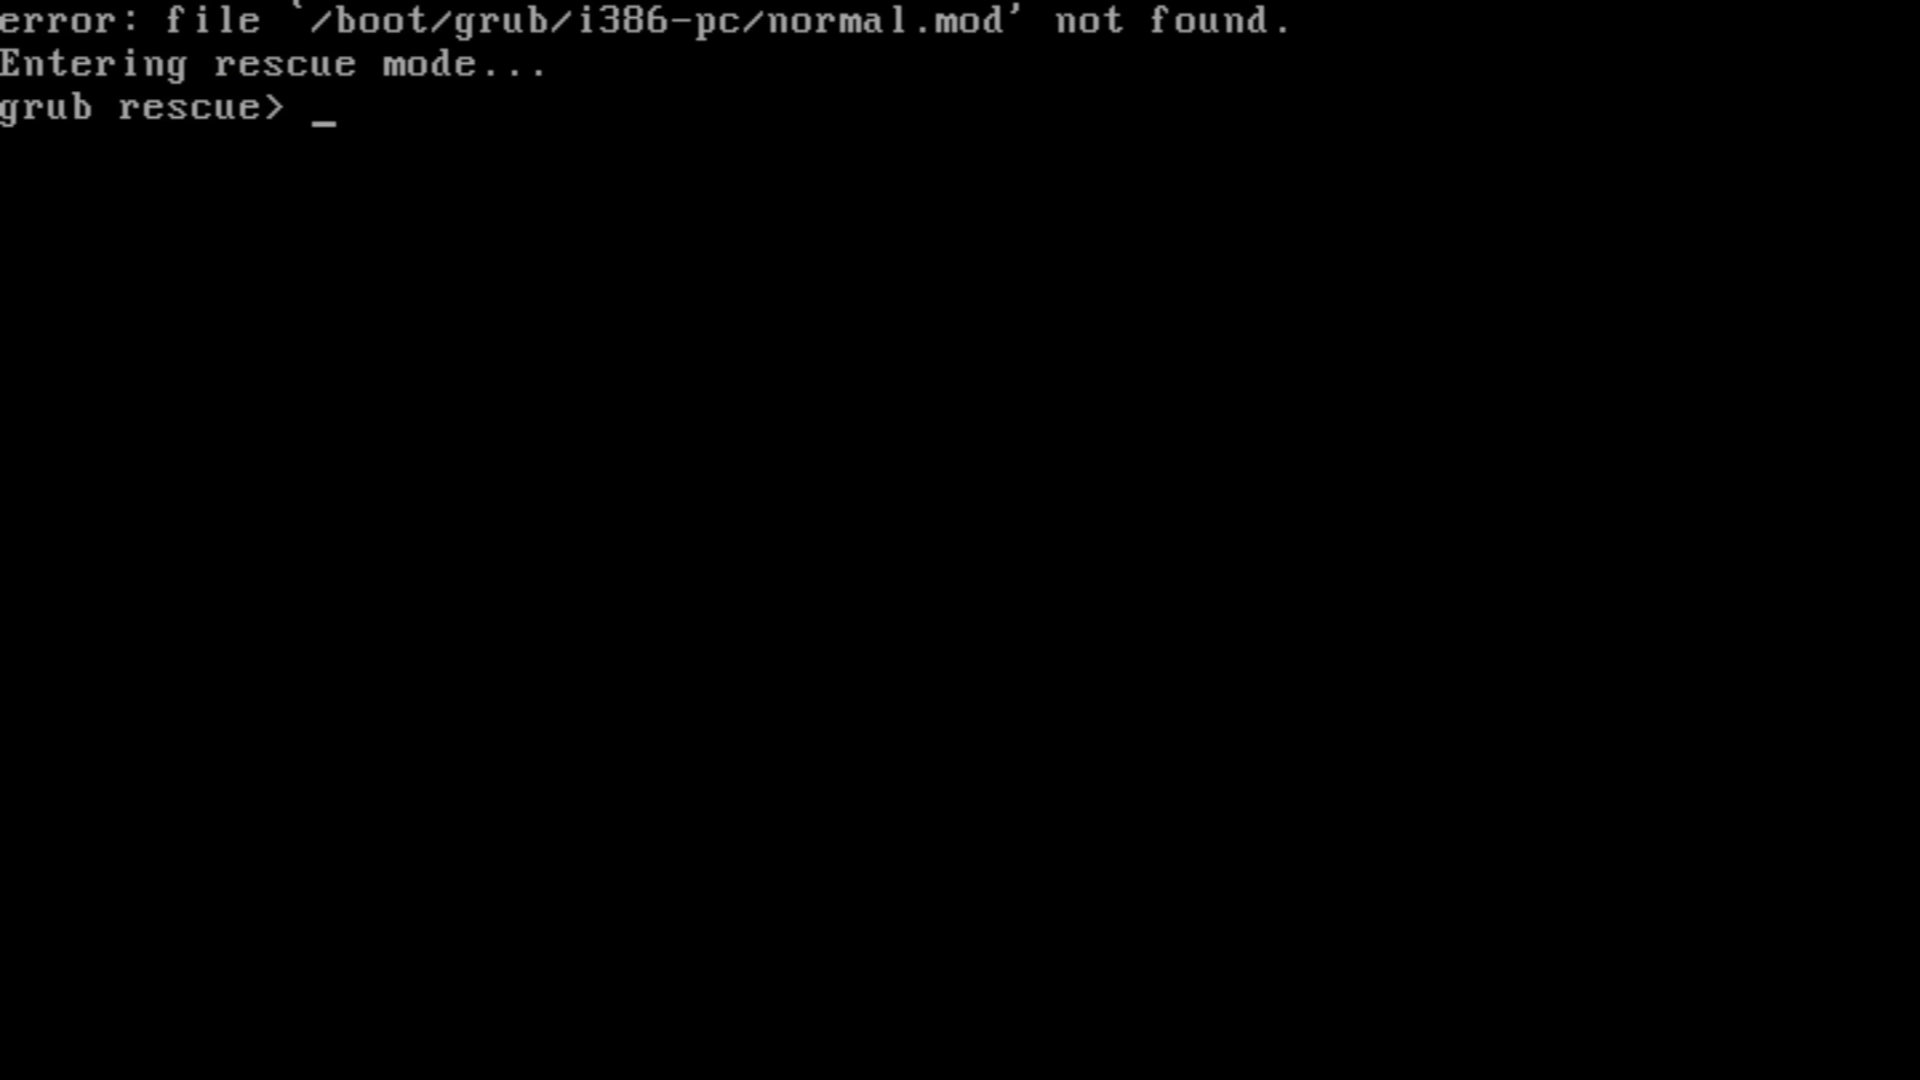 error: file `/boot/grub/i386-pc/normal.mod' not found.
Entering rescue mode...
grub rescue> _